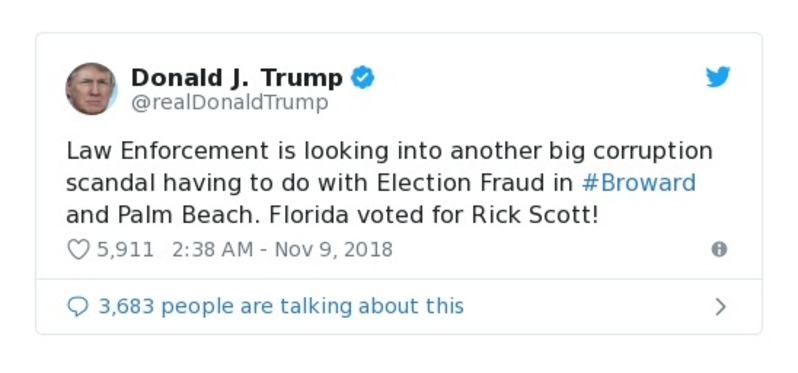 Donald J. Trump
@realDonaldTrump
Law Enforcement is looking into another big corruption
scandal having to do with Election Fraud in #Broward
and Palm Beach. Florida voted for Rick Scott!
5,911 2:38 AM - Nov 9, 2018
3,683 people are talking about this